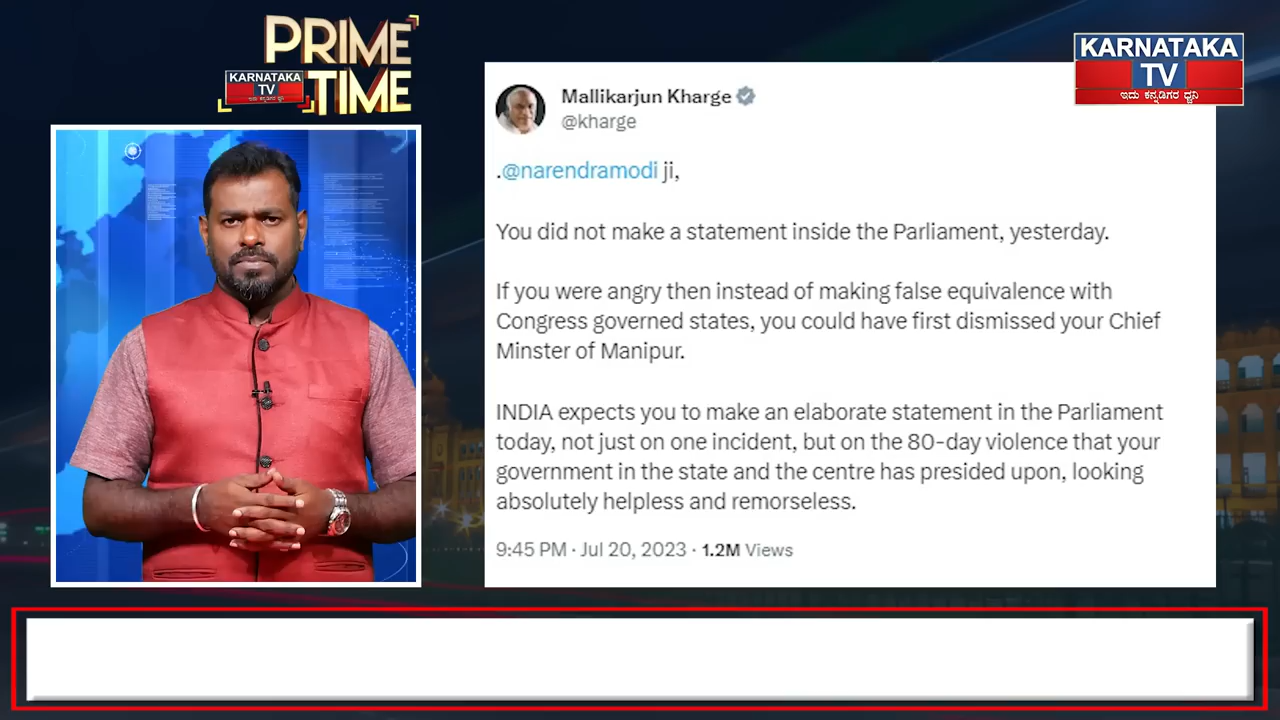 PRIME
TIME
KARNATAKA
TV
ಇದು ಕನ್ನಡಿಗರ ಧ್ವನಿ
KARNATAKA
TV
ಇದು ಕನ್ನಡಿಗರ ಧ್ವನಿ
Mallikarjun Kharge
@kharge
.@narendramodi ji,
You did not make a statement inside the Parliament, yesterday.
If you were angry then instead of making false equivalence with
Congress governed states, you could have first dismissed your Chief
Minster of Manipur.
INDIA expects you to make an elaborate statement in the Parliament
today, not just on one incident, but on the 80-day violence that your
government in the state and the centre has presided upon, looking
absolutely helpless and remorseless.
9:45 PM · Jul 20, 2023 · 1.2M Views